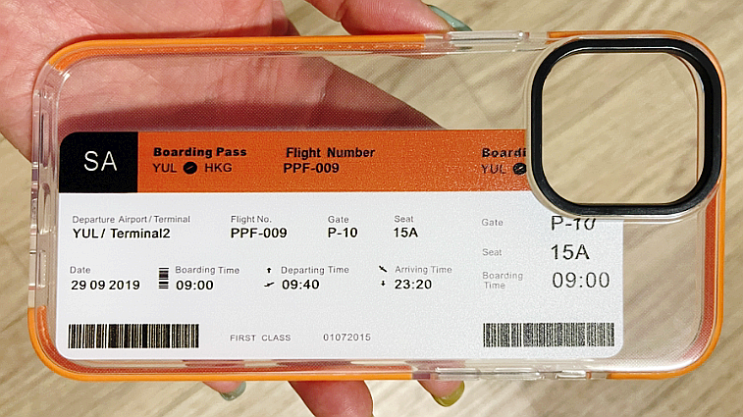 SA
Boarding Pass Flight Number
YUL HKG PPF-009
YUL
Departure Airport/Terminal Flight No. Gate Seat
YUL / Terminal2 PPF-009 P-10 15A
Gate P-10
Seat 15A
Date Boarding Time Departing Time Arriving Time
29 09 2019 09:00 09:40 23:20
Boarding Time 09:00
FIRST CLASS 01072015